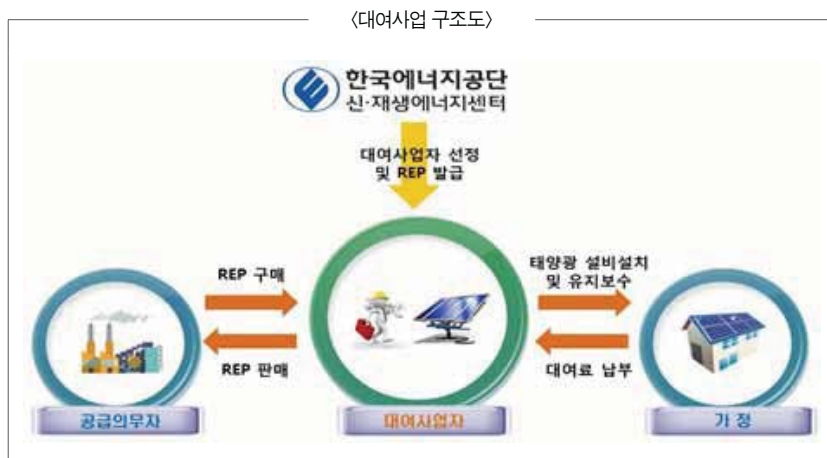 〈대여사업 구조도〉
한국에너지공단
신·재생에너지센터
대여사업자 선정
및 REP 발급
REP 구매
REP 판매
태양광 설비설치
및 유지보수
대여료 납부
공급의무자
대여사업자
가 정